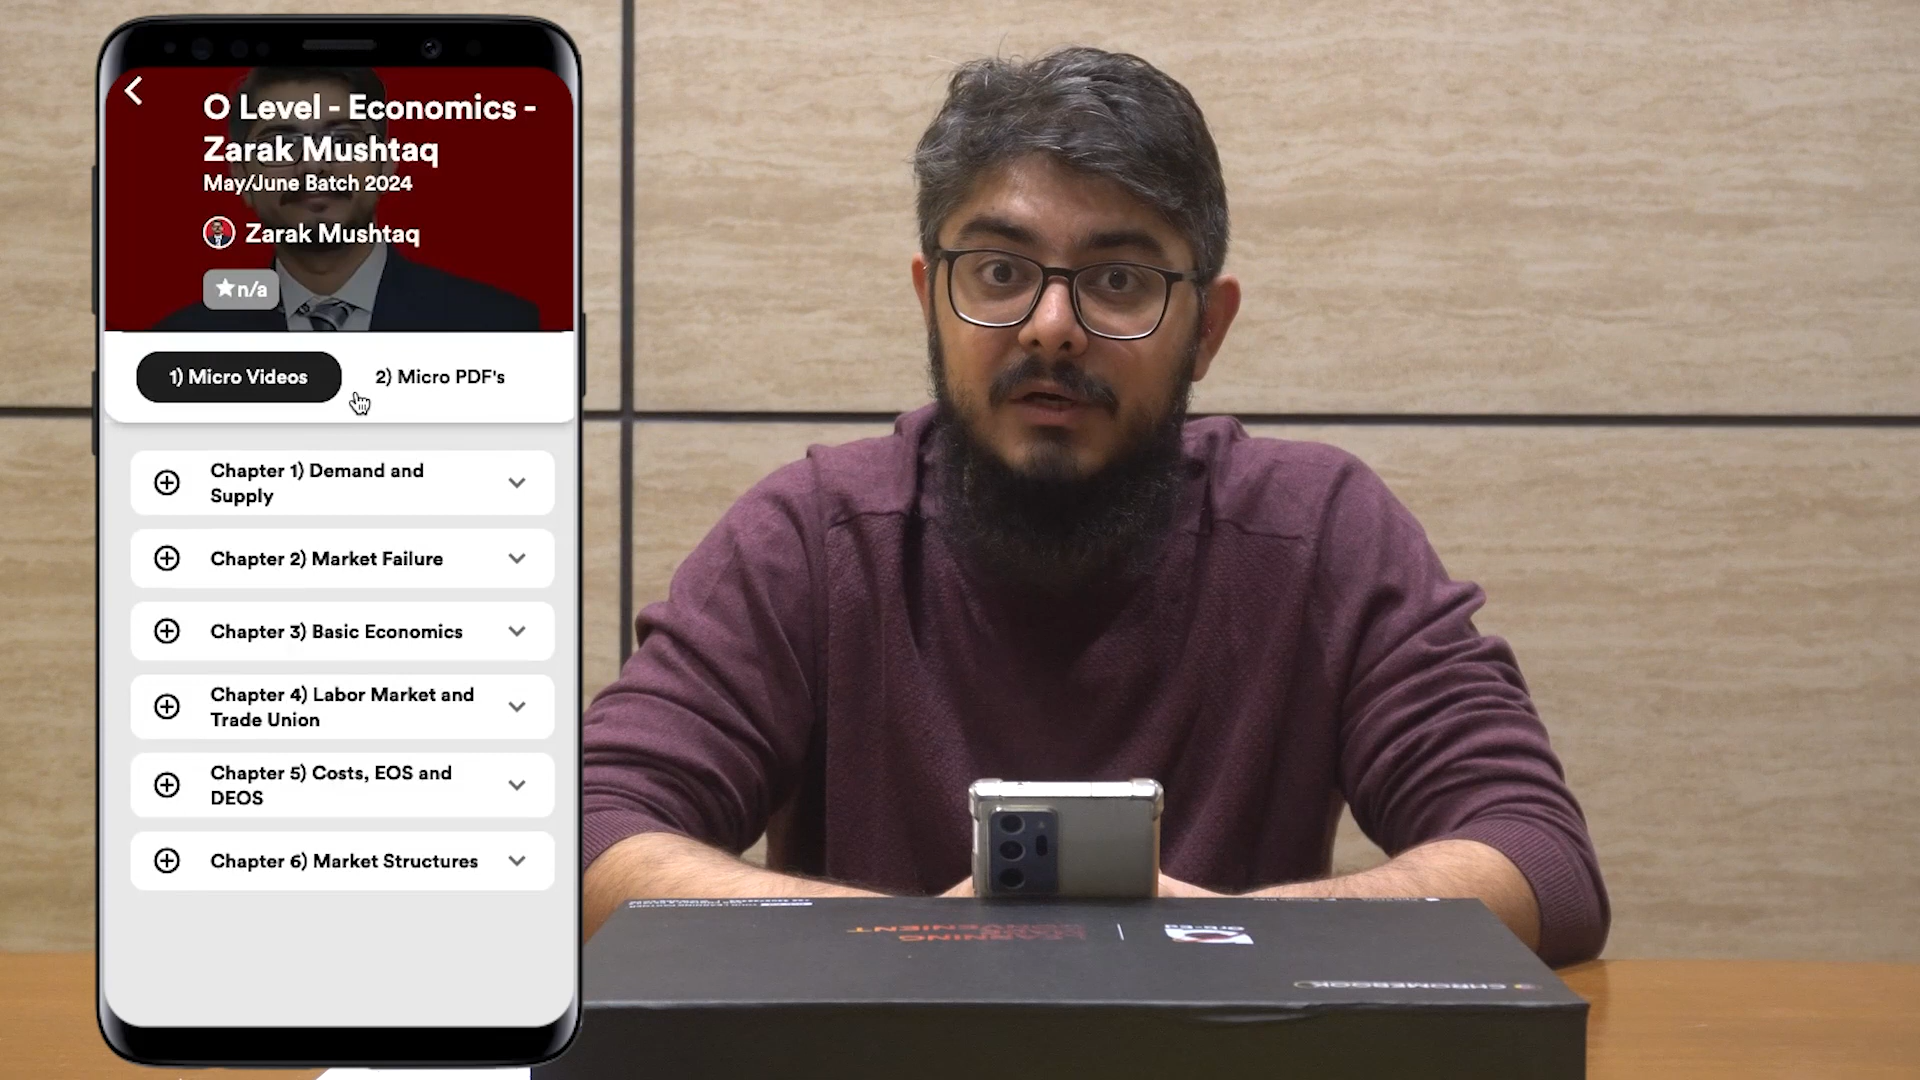 O Level - Economics -
Zarak Mushtaq
May/June Batch 2024
Zarak Mushtaq
n/a
1) Micro Videos
2) Micro PDF's
Chapter 1) Demand and
Supply
Chapter 2) Market Failure
Chapter 3) Basic Economics
Chapter 4) Labor Market and
Trade Union
Chapter 5) Costs, EOS and
DEOS
Chapter 6) Market Structures
CONVENIENT
CHROMEBOOK